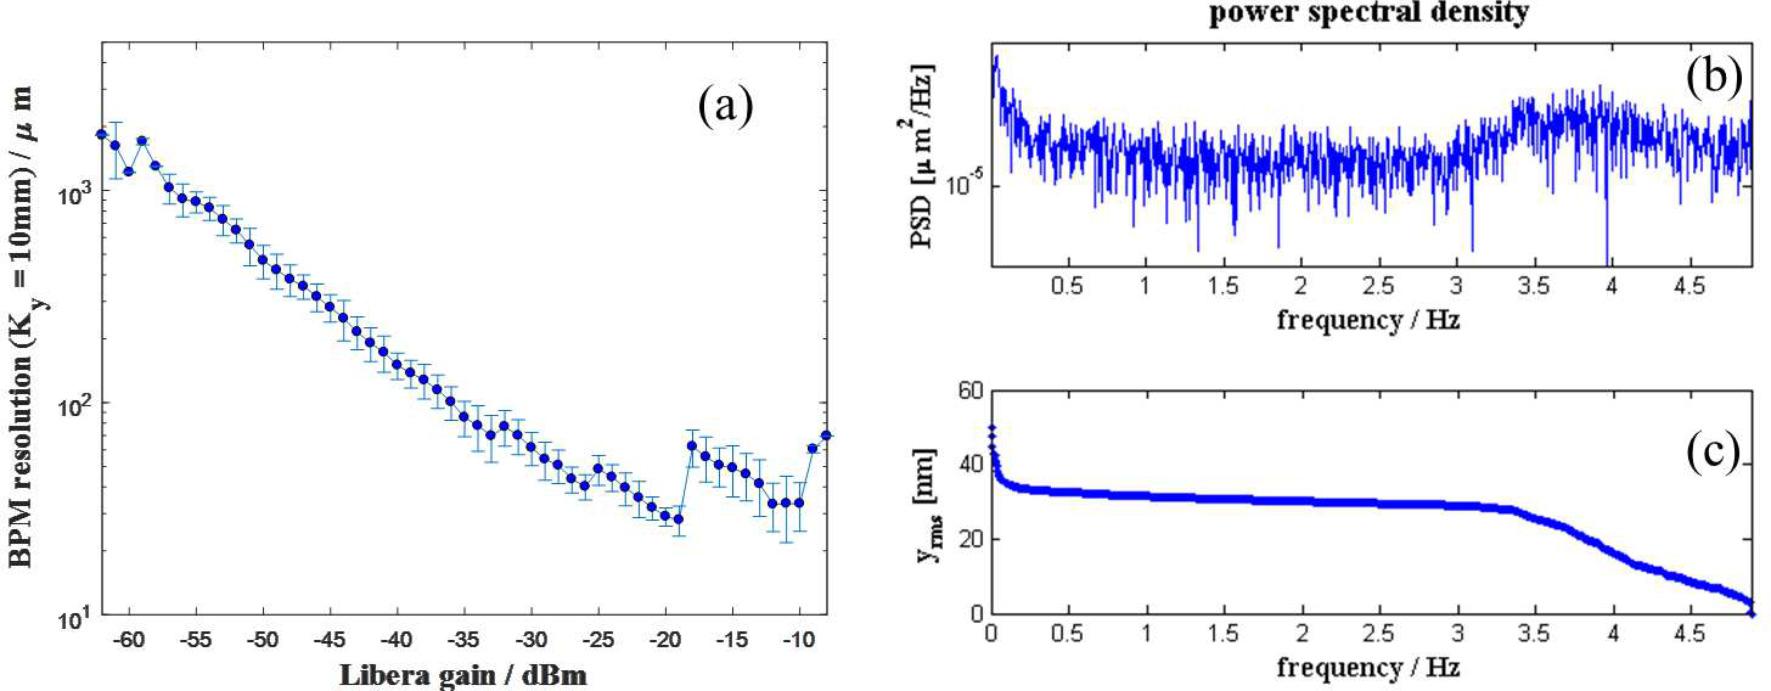 BPM resolution (K_y = 10mm) / μ m
10^3
10^2
10^1
-60 -55 -50 -45 -40 -35 -30 -25 -20 -15 -10
Libera gain / dBm
(a)
power spectral density
PSD [μ m^2/Hz]
10^-5
(b)
0.5 1 1.5 2 2.5 3 3.5 4 4.5
frequency / Hz
y_rms [nm]
60
40
20
0
(c)
0 0.5 1 1.5 2 2.5 3 3.5 4 4.5
frequency / Hz